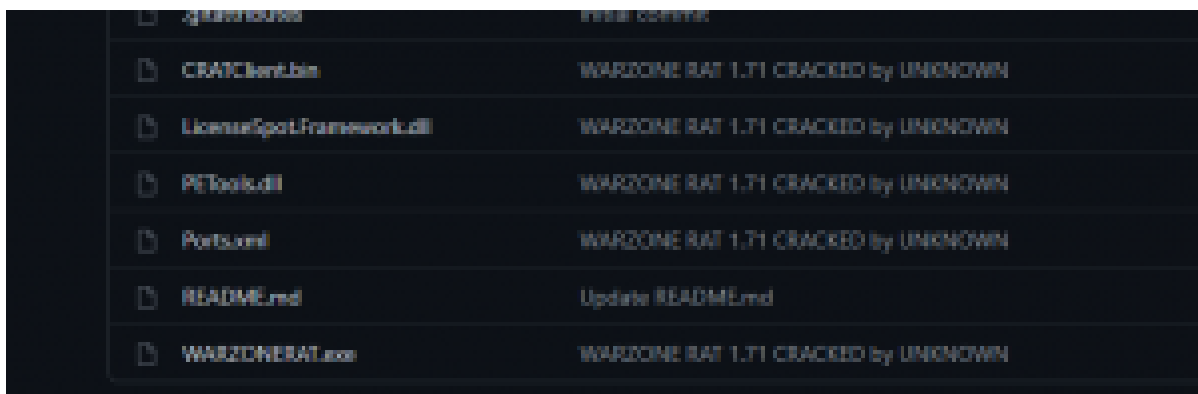 .gitattributes Initial commit
CRATClient.bin WARZONE RAT 1.71 CRACKED by UNKNOWN
LicenseSpot.Framework.dll WARZONE RAT 1.71 CRACKED by UNKNOWN
PETools.dll WARZONE RAT 1.71 CRACKED by UNKNOWN
Ports.xml WARZONE RAT 1.71 CRACKED by UNKNOWN
README.md Update README.md
WARZONERAT.exe WARZONE RAT 1.71 CRACKED by UNKNOWN